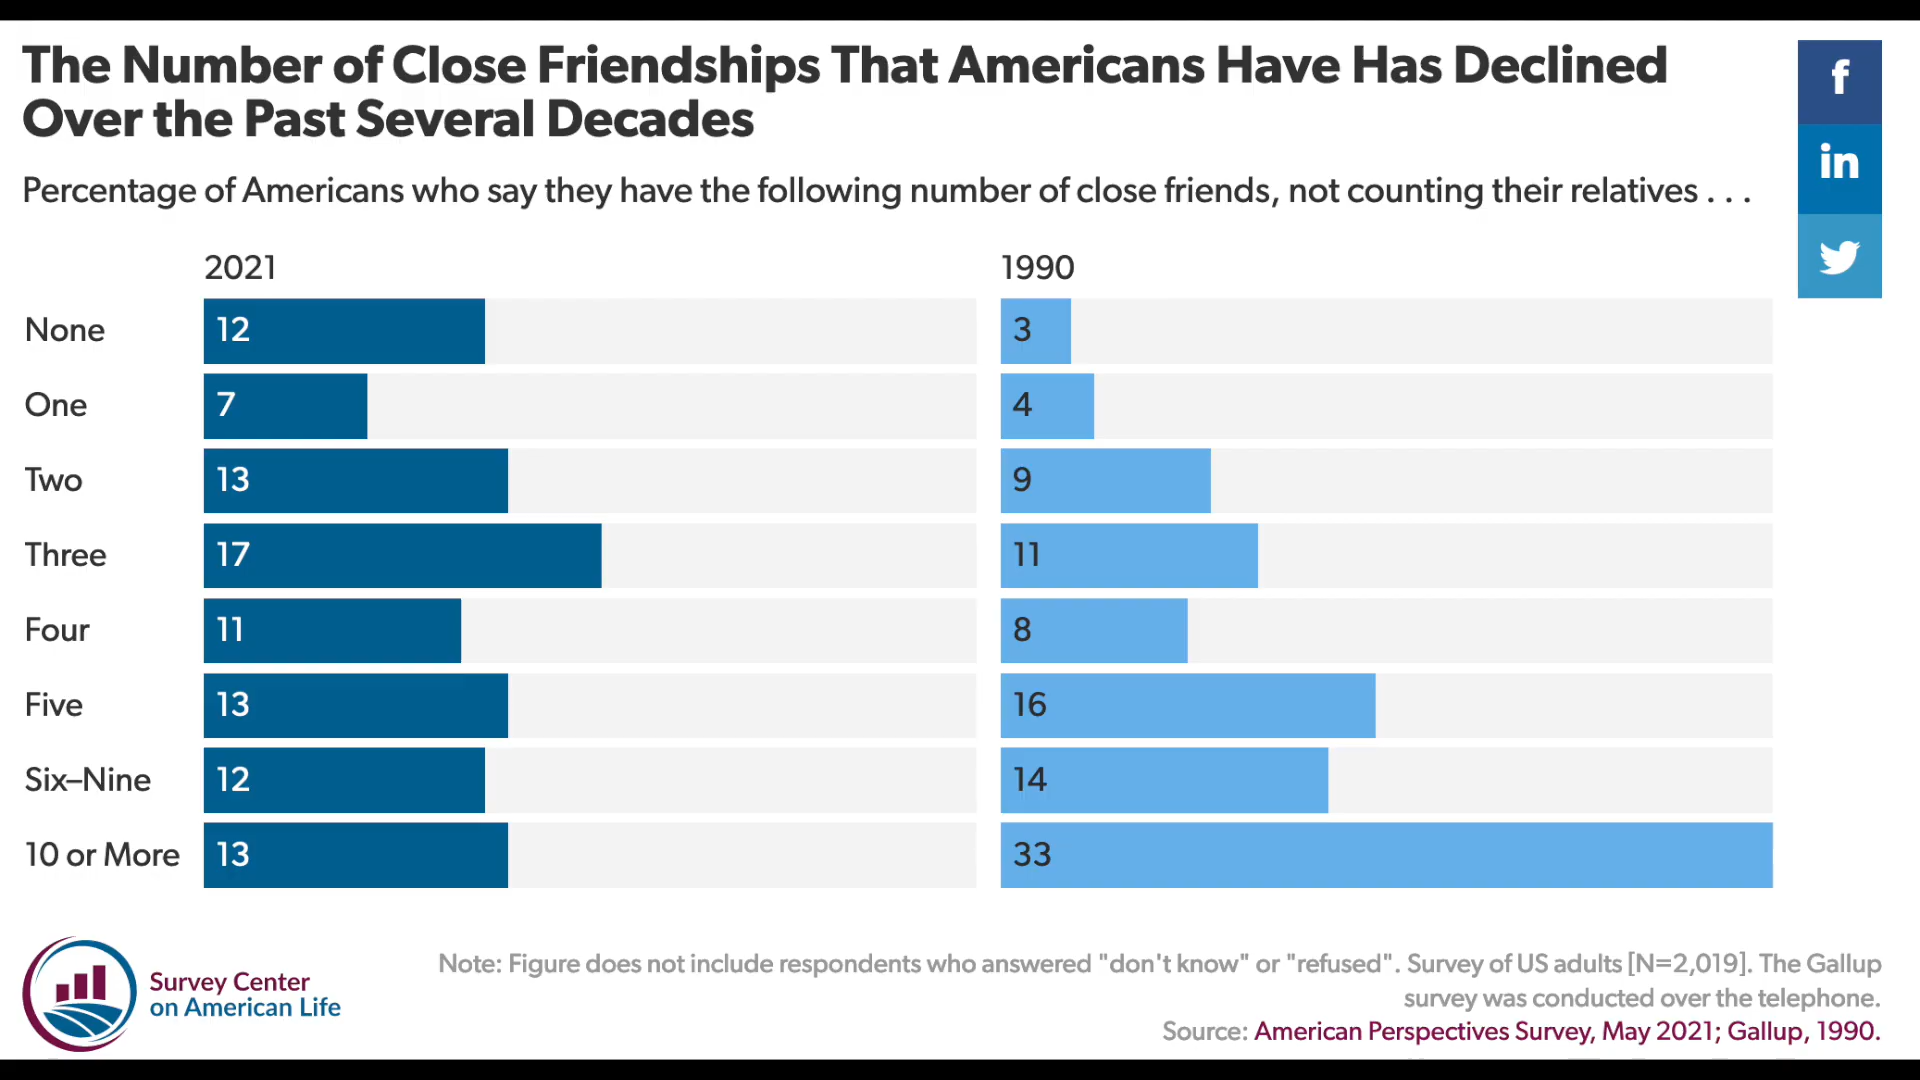 The Number of Close Friendships That Americans Have Has Declined
Over the Past Several Decades
Percentage of Americans who say they have the following number of close friends, not counting their relatives . . .
f
in
2021 1990
None 12 3
One 7 4
Two 13 9
Three 17 11
Four 11 8
Five 13 16
Six–Nine 12 14
10 or More 13 33
Survey Center
on American Life
Note: Figure does not include respondents who answered "don't know" or "refused". Survey of US adults [N=2,019]. The Gallup
survey was conducted over the telephone.
Source: American Perspectives Survey, May 2021; Gallup, 1990.